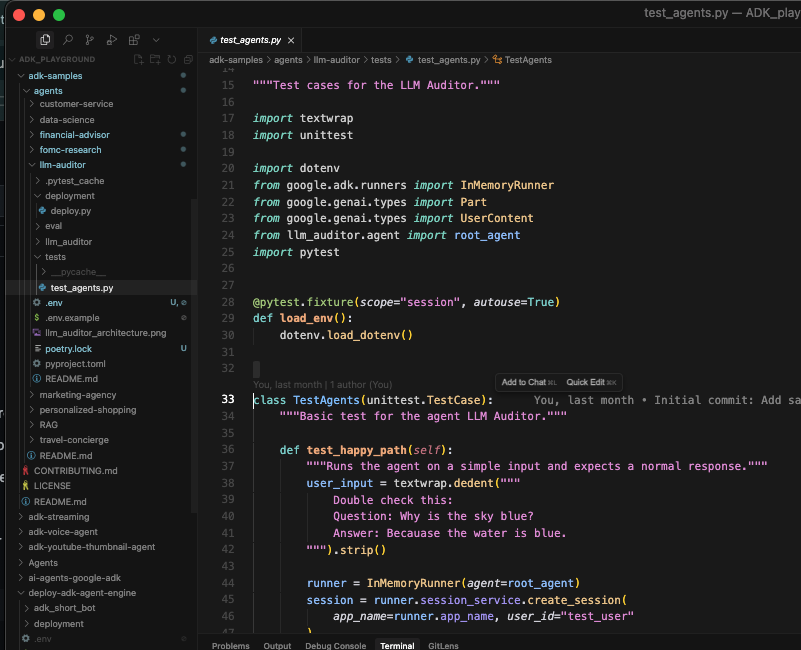 test_agents.py — ADK_play
ADK_PLAYGROUND
adk-samples
agents
customer-service
data-science
financial-advisor
fomc-research
llm-auditor
.pytest_cache
deployment
deploy.py
eval
llm_auditor
tests
__pycache__
test_agents.py
.env U,
$ .env.example
llm_auditor_architecture.png
poetry.lock U
pyproject.toml
README.md
marketing-agency
personalized-shopping
RAG
travel-concierge
README.md
CONTRIBUTING.md
LICENSE
README.md
adk-streaming
adk-voice-agent
adk-youtube-thumbnail-agent
Agents
ai-agents-google-adk
deploy-adk-agent-engine
adk_short_bot
deployment
.env
test_agents.py ×
adk-samples > agents > llm-auditor > tests > test_agents.py > TestAgents
14
15 """Test cases for the LLM Auditor."""
16
17 import textwrap
18 import unittest
19
20 import dotenv
21 from google.adk.runners import InMemoryRunner
22 from google.genai.types import Part
23 from google.genai.types import UserContent
24 from llm_auditor.agent import root_agent
25 import pytest
26
27
28 @pytest.fixture(scope="session", autouse=True)
29 def load_env():
30 dotenv.load_dotenv()
31
32
You, last month | 1 author (You)
Add to Chat ⌘L Quick Edit ⌘K
33 class TestAgents(unittest.TestCase): You, last month • Initial commit: Add sa
34 """Basic test for the agent LLM Auditor."""
35
36 def test_happy_path(self):
37 """Runs the agent on a simple input and expects a normal response."""
38 user_input = textwrap.dedent("""
39 Double check this:
40 Question: Why is the sky blue?
41 Answer: Becauase the water is blue.
42 """).strip()
43
44 runner = InMemoryRunner(agent=root_agent)
45 session = runner.session_service.create_session(
46 app_name=runner.app_name, user_id="test_user"
47 )
Problems Output Debug Console Terminal GitLens